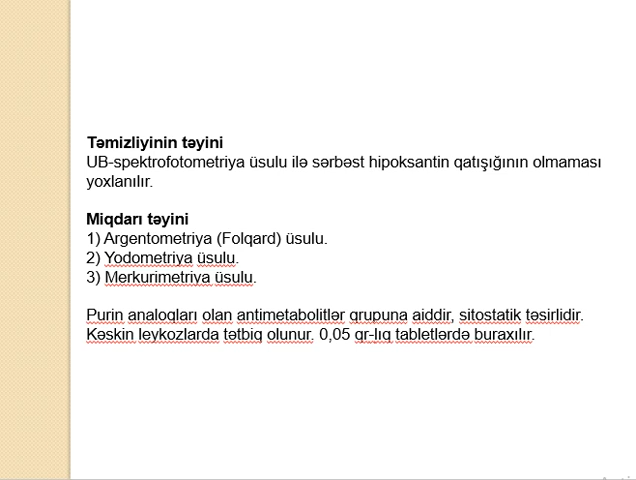 Təmizliyinin təyini
UB-spektrofotometriya üsulu ilə sərbəst hipoksantin qatışığının olmaması
yoxlanılır.
Miqdarı təyini
1) Argentometriya (Folqard) üsulu.
2) Yodometriya üsulu.
3) Merkurimetriya üsulu.
Purin analoqları olan antimetabolitlər qrupuna aiddir, sitostatik təsirlidir.
Kəskin leykozlarda tətbiq olunur. 0,05 qr-lıq tabletlərdə buraxılır.